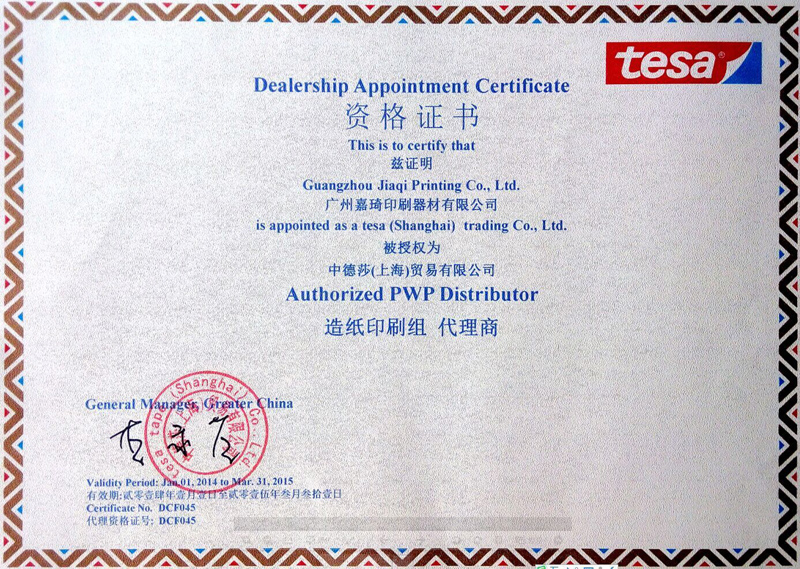 tesa®
Dealership Appointment Certificate
资格证书
This is to certify that
兹证明
Guangzhou Jiaqi Printing Co., Ltd.
广州嘉琦印刷器材有限公司
is appointed as a tesa (Shanghai) trading Co., Ltd.
被授权为
中德莎(上海)贸易有限公司
Authorized PWP Distributor
造纸印刷组 代理商
General Manager, Greater China
tesa tape (Shanghai) Co., Ltd
Validity Period: Jan.01, 2014 to Mar. 31, 2015
有效期:贰零壹肆年壹月壹日至贰零壹伍年叁月叁拾壹日
Certificate No. DCF045
代理资格证号: DCF045